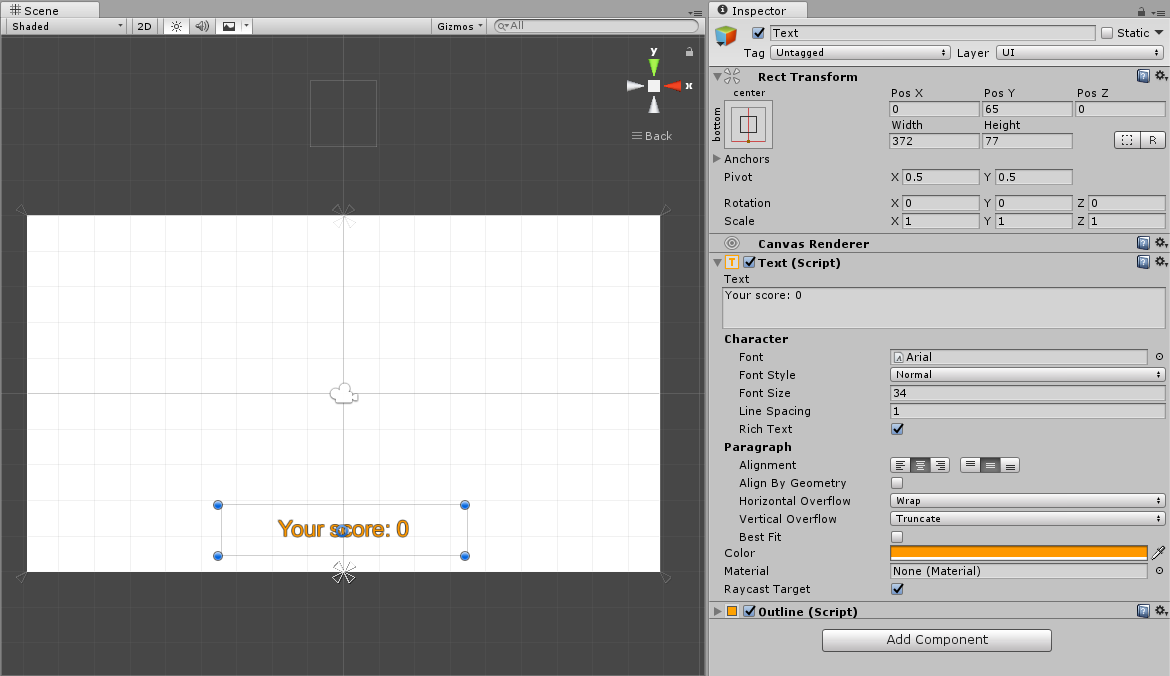 Scene
Shaded
2D
Gizmos
All
y
x
Back
Your score: 0
Inspector
Text
Static
Tag
Untagged
Layer
UI
Rect Transform
center
bottom
Pos X
Pos Y
Pos Z
0
65
0
Width
Height
372
77
R
Anchors
Pivot
X 0.5
Y 0.5
Rotation
X 0
Y 0
Z 0
Scale
X 1
Y 1
Z 1
Canvas Renderer
T
Text (Script)
Text
Your score: 0
Character
Font
Arial
Font Style
Normal
Font Size
34
Line Spacing
1
Rich Text
Paragraph
Alignment
Align By Geometry
Horizontal Overflow
Wrap
Vertical Overflow
Truncate
Best Fit
Color
Material
None (Material)
Raycast Target
Outline (Script)
Add Component